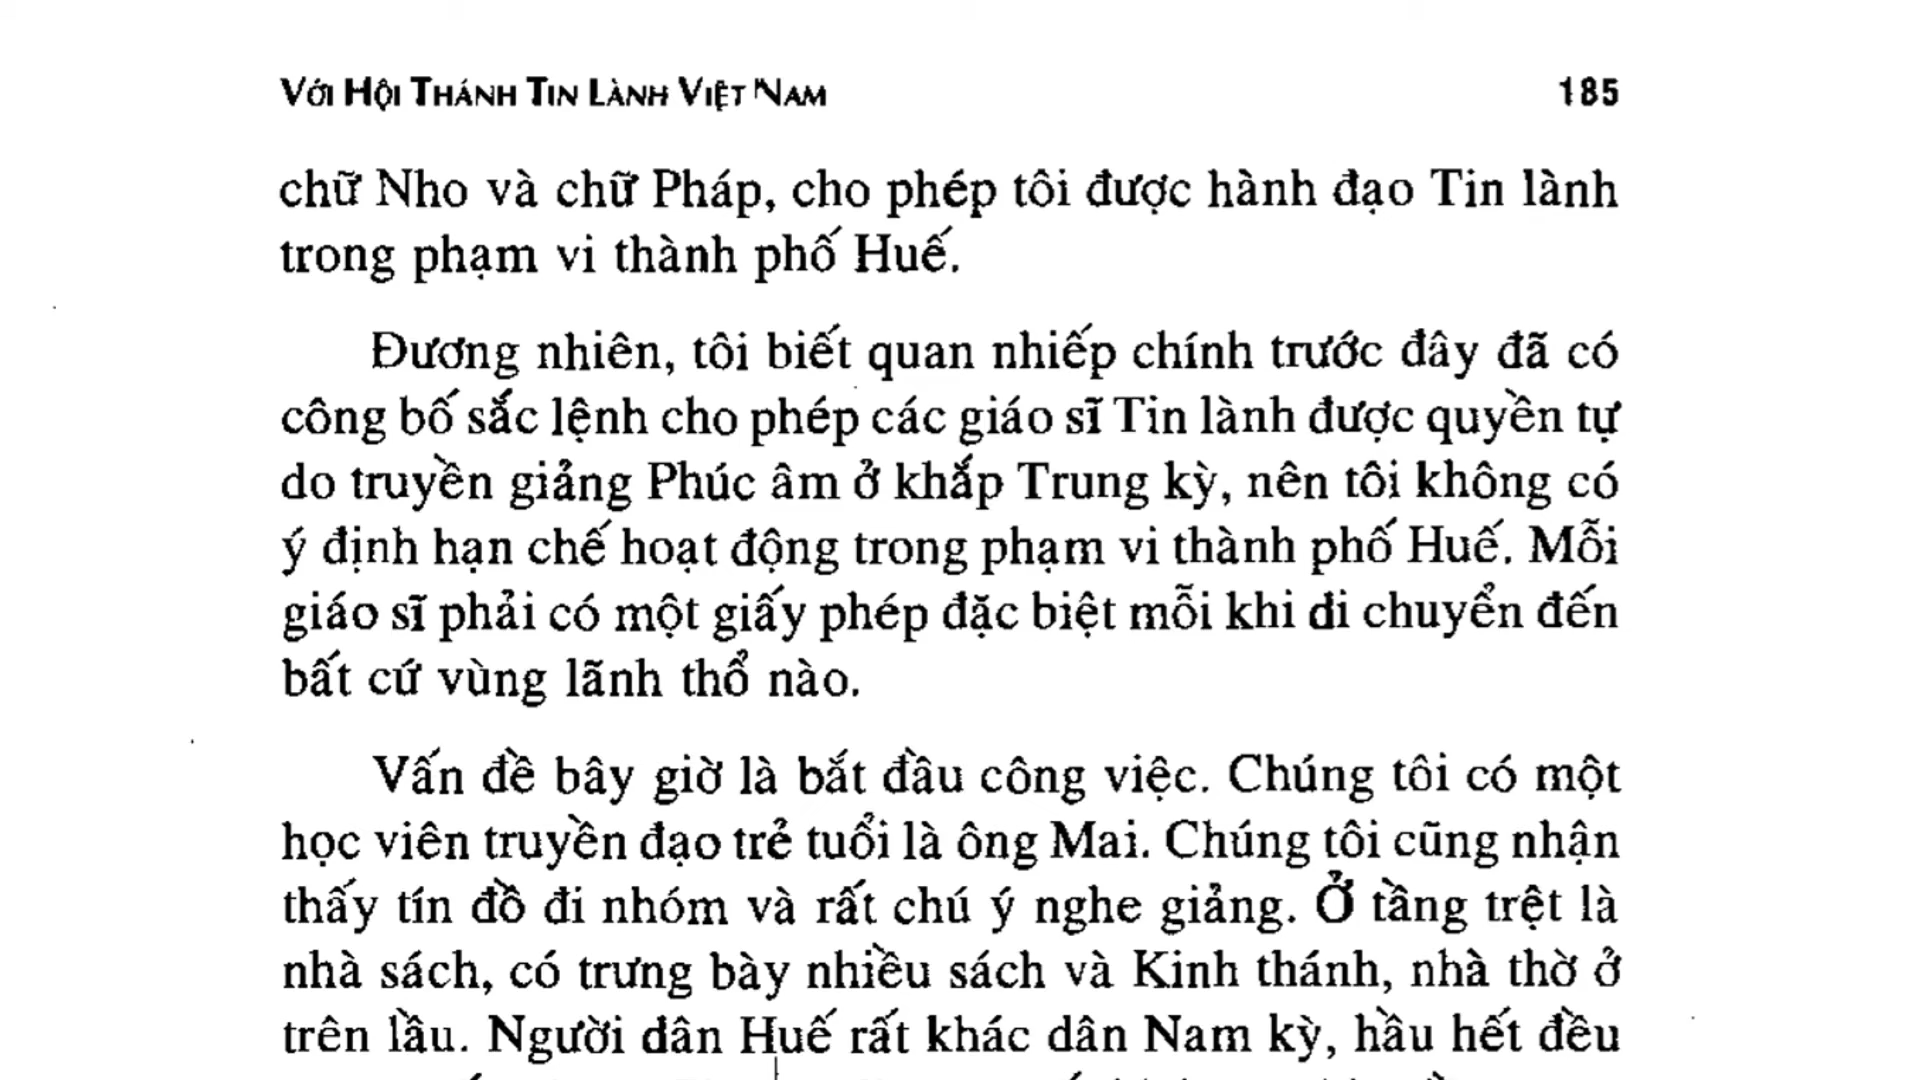 Với Hội Thánh Tin Lành Việt Nam 185
chữ Nho và chữ Pháp, cho phép tôi được hành đạo Tin lành
trong phạm vi thành phố Huế.
Đương nhiên, tôi biết quan nhiếp chính trước đây đã có
công bố sắc lệnh cho phép các giáo sĩ Tin lành được quyền tự
do truyền giảng Phúc âm ở khắp Trung kỳ, nên tôi không có
ý định hạn chế hoạt động trong phạm vi thành phố Huế. Mỗi
giáo sĩ phải có một giấy phép đặc biệt mỗi khi di chuyển đến
bất cứ vùng lãnh thổ nào.
Vấn đề bây giờ là bắt đầu công việc. Chúng tôi có một
học viên truyền đạo trẻ tuổi là ông Mai. Chúng tôi cũng nhận
thấy tín đồ đi nhóm và rất chú ý nghe giảng. Ở tầng trệt là
nhà sách, có trưng bày nhiều sách và Kinh thánh, nhà thờ ở
trên lầu. Người dân Huế rất khác dân Nam kỳ, hầu hết đều